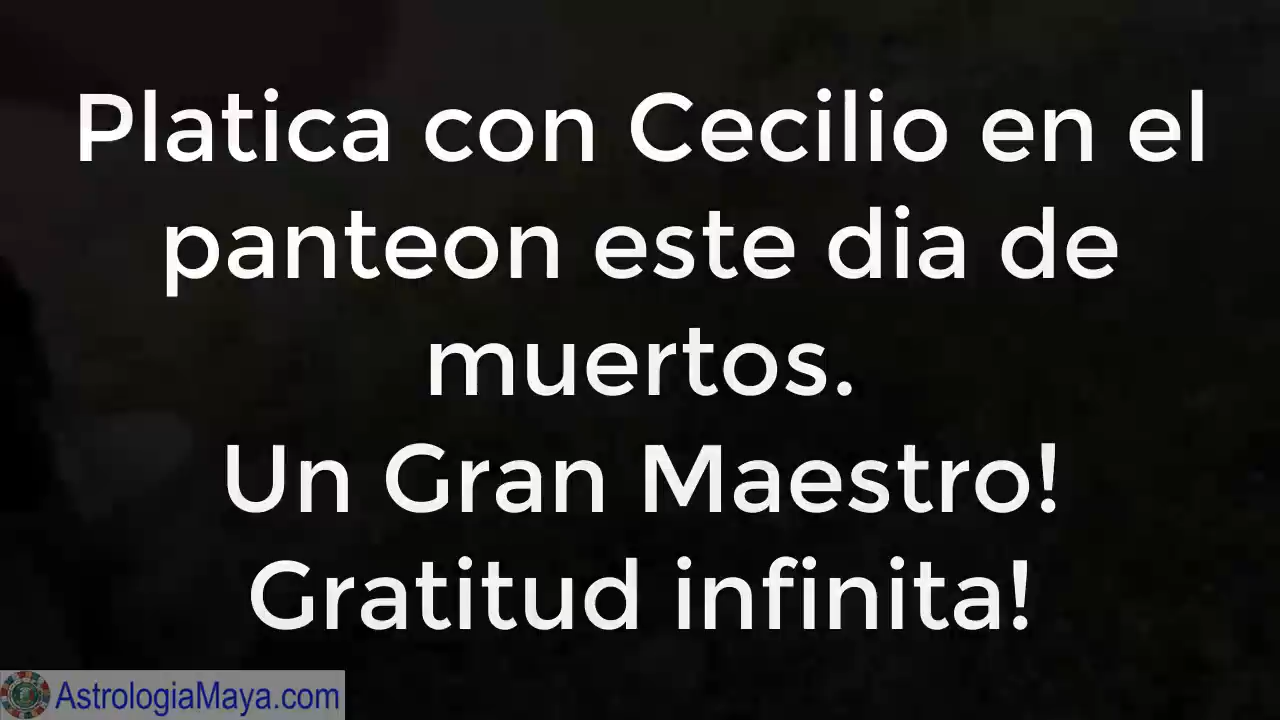 Platica con Cecilio en el
panteon este dia de
muertos.
Un Gran Maestro!
Gratitud infinita!
AstrologiaMaya.com